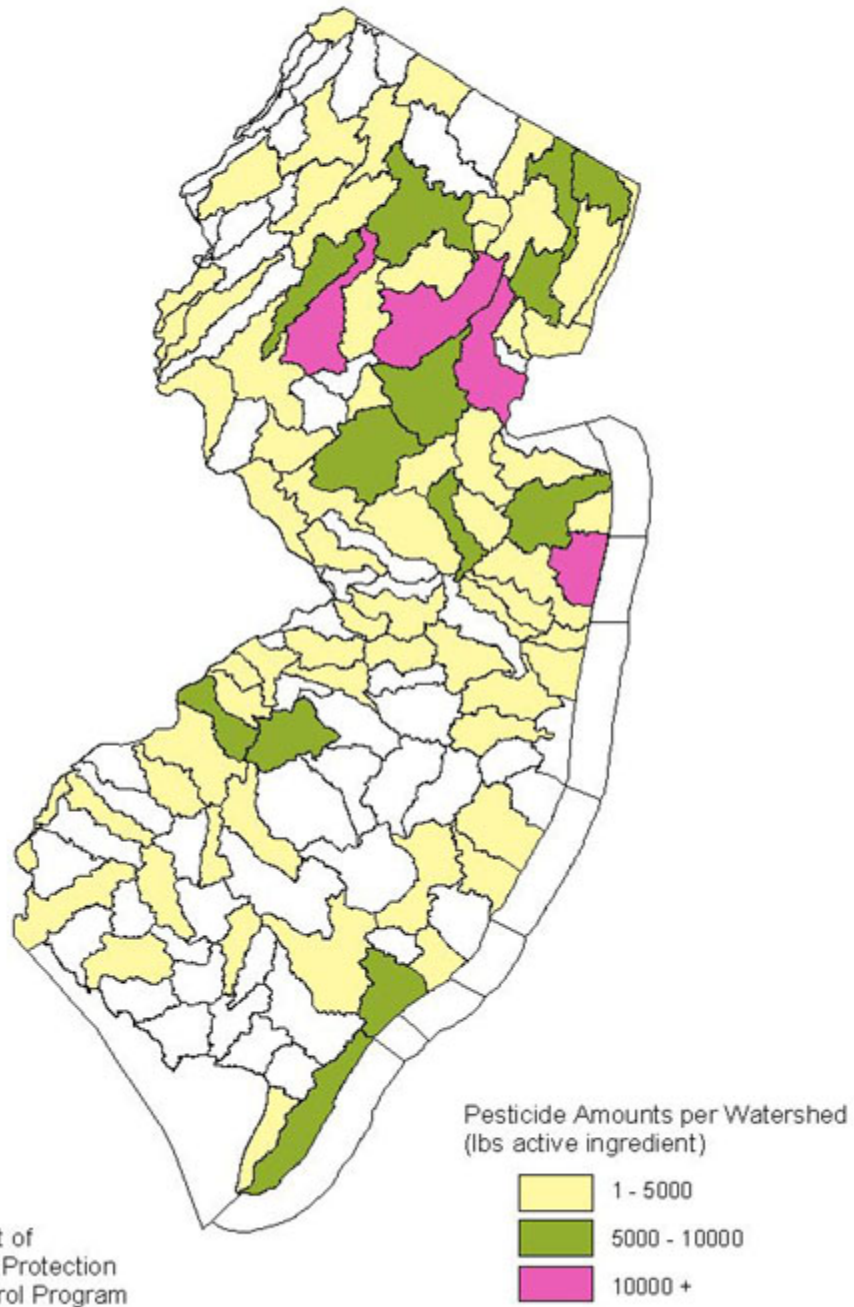 Pesticide Amounts per Watershed
(lbs active ingredient)
1 - 5000
5000 - 10000
10000 +
t of
Protection
rol Program